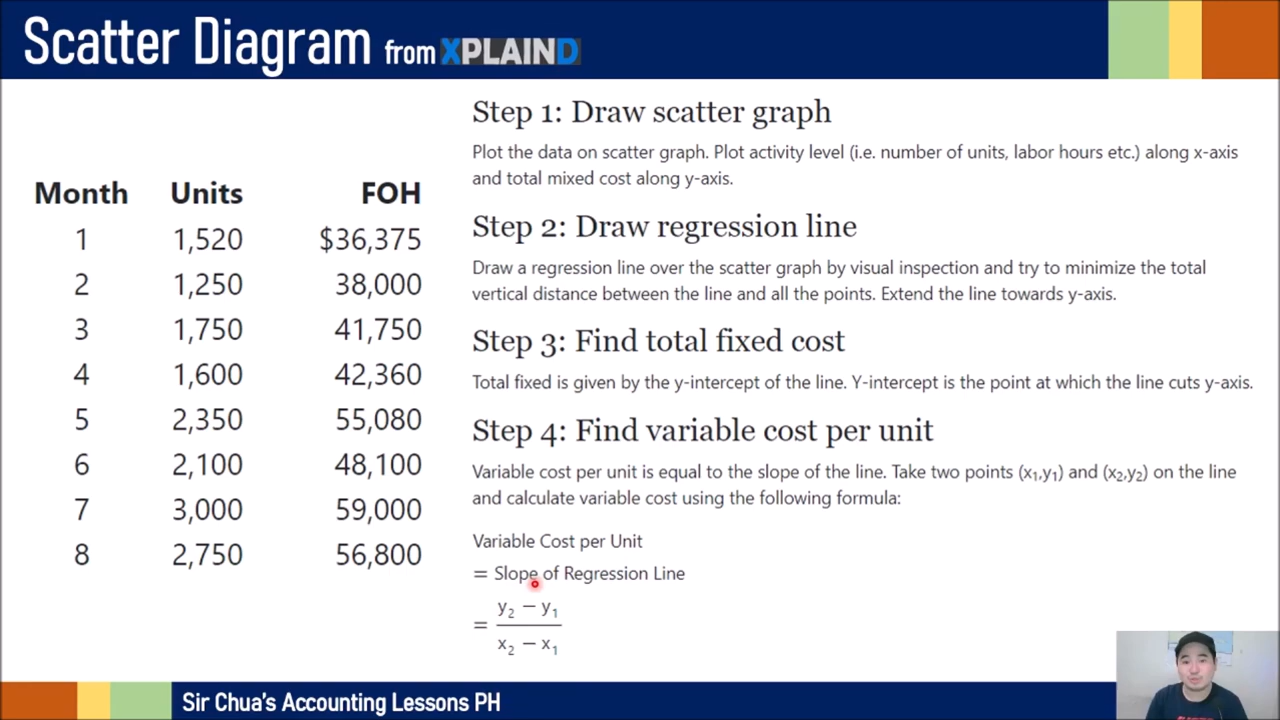 Scatter Diagram from XPLAIND
Month Units FOH
1 1,520 $36,375
2 1,250 38,000
3 1,750 41,750
4 1,600 42,360
5 2,350 55,080
6 2,100 48,100
7 3,000 59,000
8 2,750 56,800
Step 1: Draw scatter graph
Plot the data on scatter graph. Plot activity level (i.e. number of units, labor hours etc.) along x-axis
and total mixed cost along y-axis.
Step 2: Draw regression line
Draw a regression line over the scatter graph by visual inspection and try to minimize the total
vertical distance between the line and all the points. Extend the line towards y-axis.
Step 3: Find total fixed cost
Total fixed is given by the y-intercept of the line. Y-intercept is the point at which the line cuts y-axis.
Step 4: Find variable cost per unit
Variable cost per unit is equal to the slope of the line. Take two points (x₁,y₁) and (x₂,y₂) on the line
and calculate variable cost using the following formula:
Variable Cost per Unit
= Slope of Regression Line
y₂ − y₁
=
x₂ − x₁
Sir Chua's Accounting Lessons PH